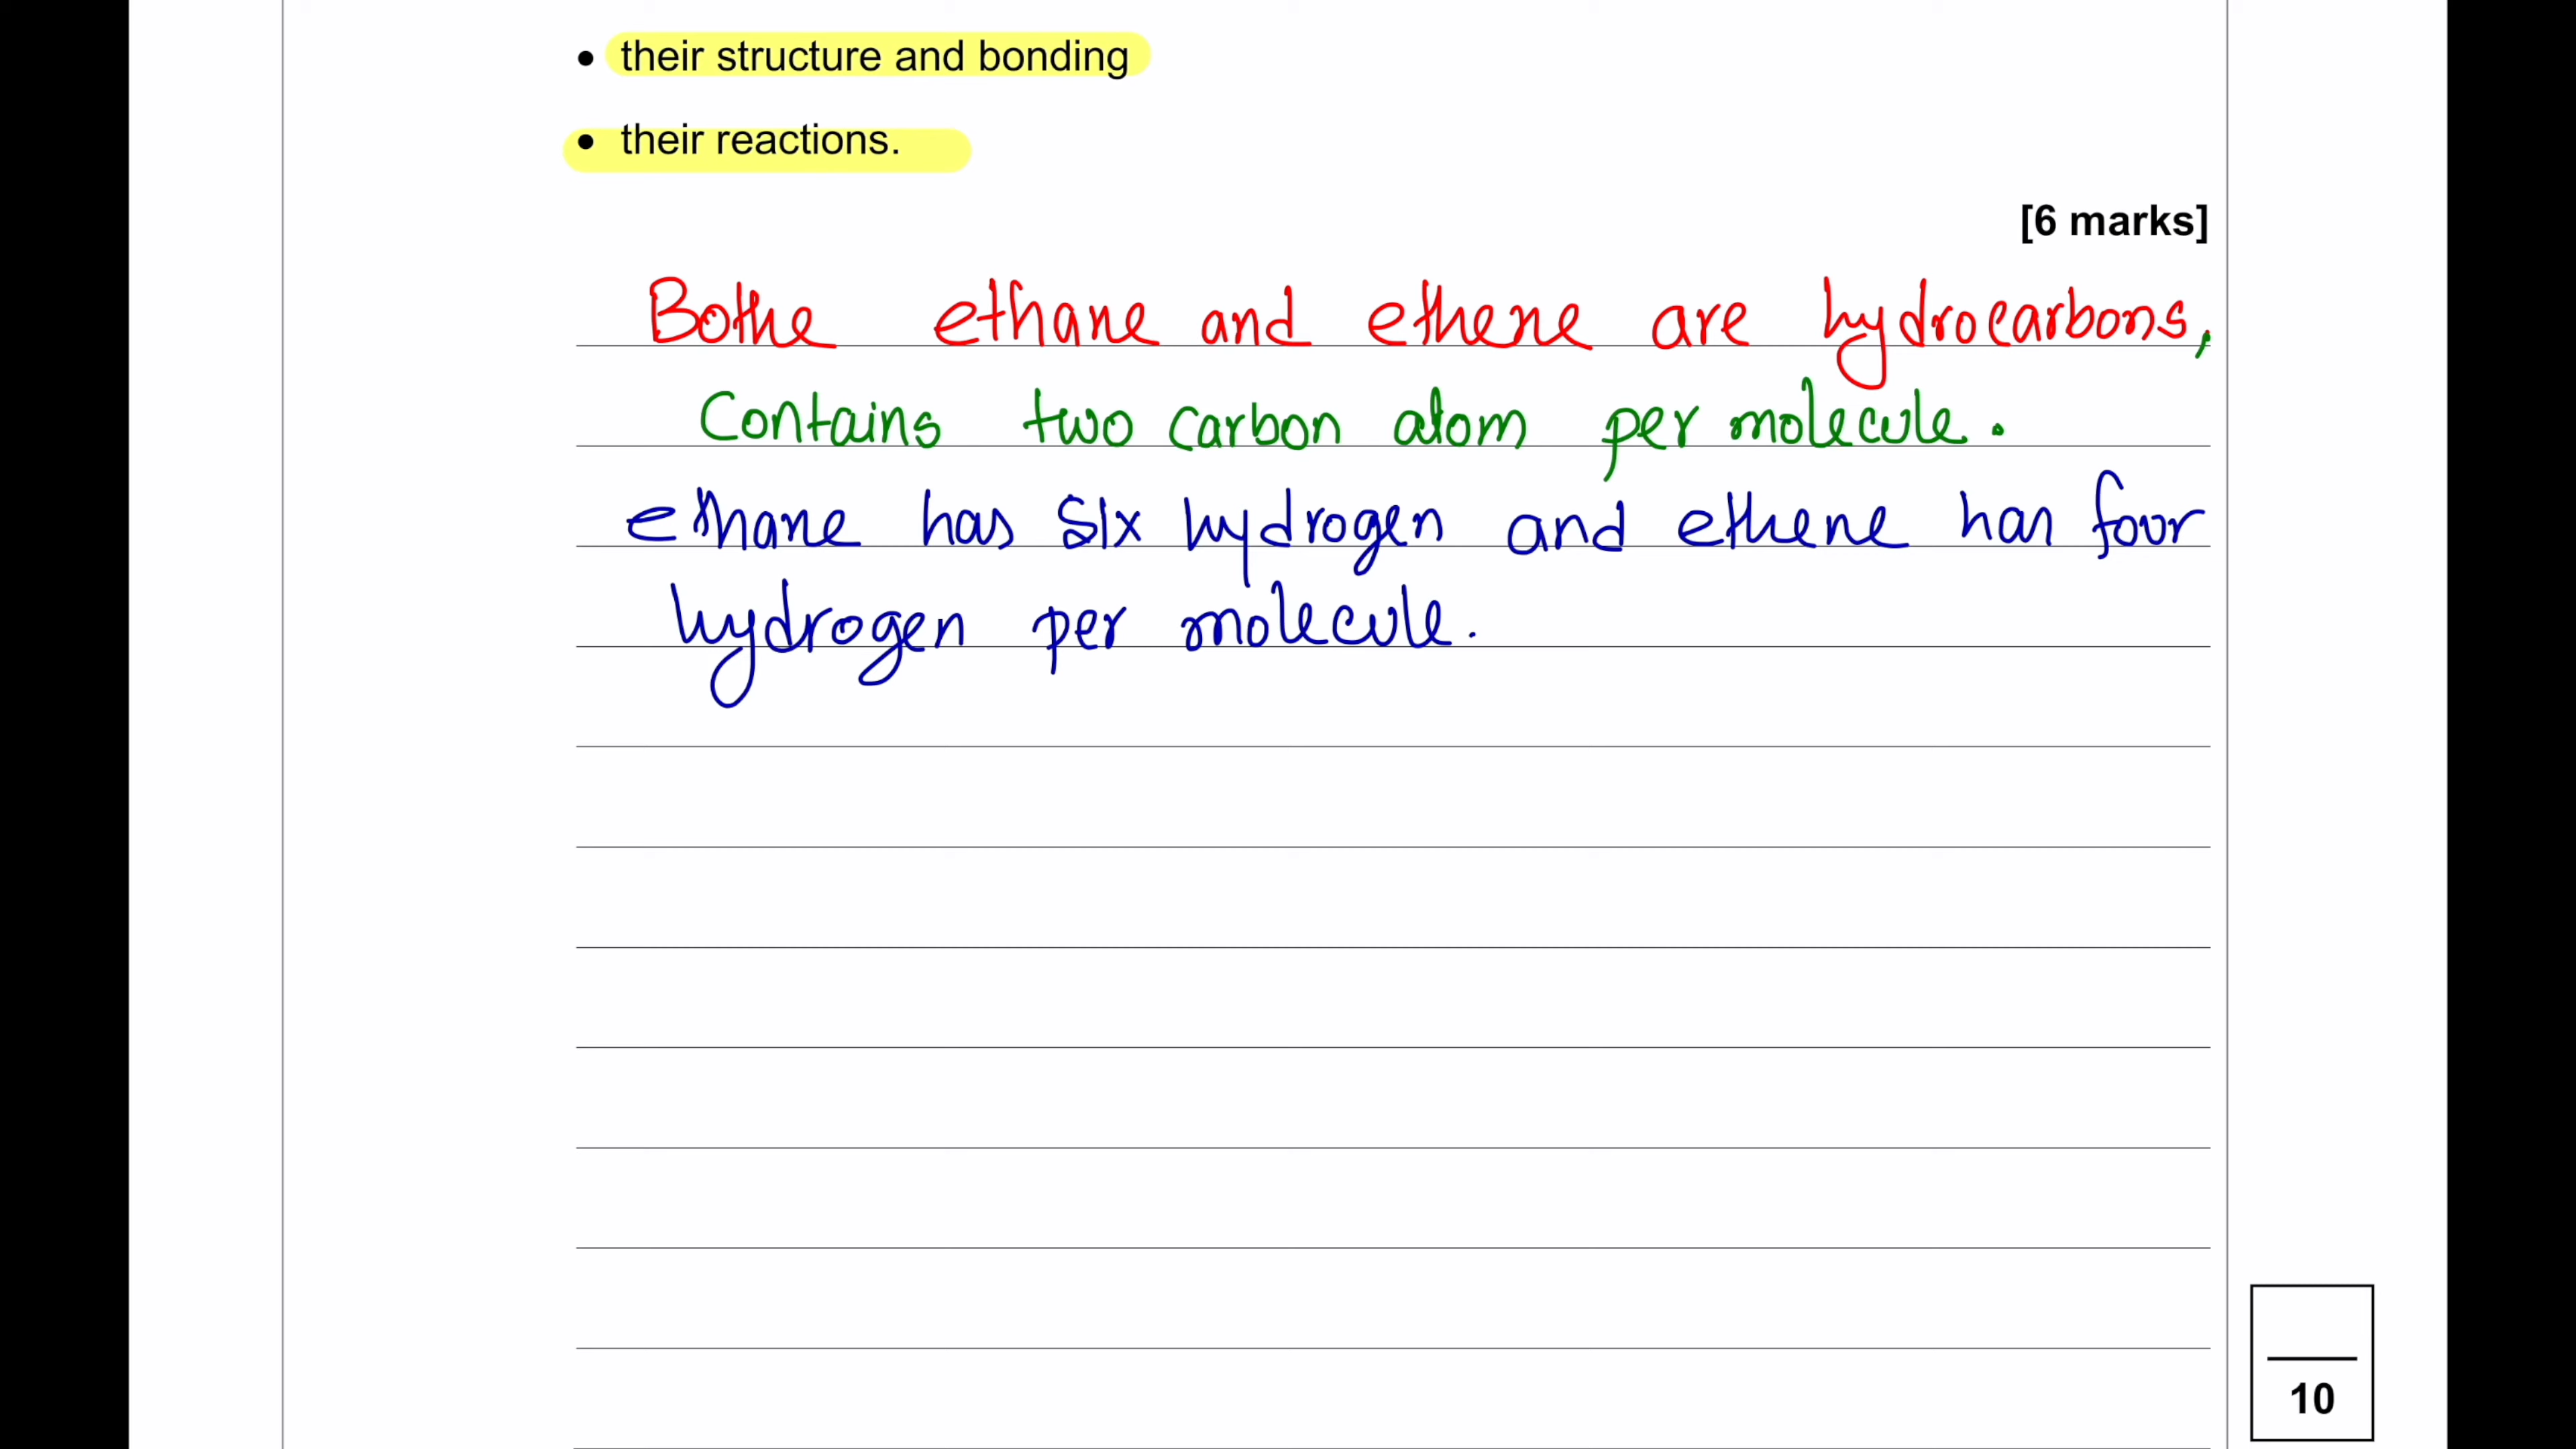 • their structure and bonding
• their reactions.
[6 marks]
Bothe ethane and ethene are hydrocarbons,
Contains two carbon atom per molecule.
ethane has six hydrogen and ethene has four
hydrogen per molecule.
10